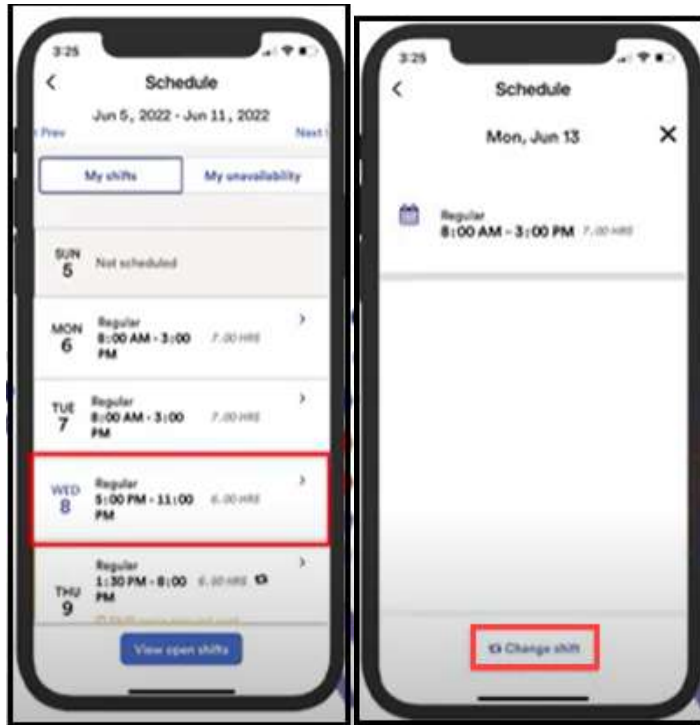 3:25
Schedule
Jun 5, 2022 - Jun 11, 2022
Prev
Next
My shifts
My unavailability
SUN
5
Not scheduled
MON
6
Regular
8:00 AM - 3:00
PM
7.00 HRS
TUE
7
Regular
8:00 AM - 3:00
PM
7.00 HRS
WED
8
Regular
5:00 PM - 11:00
PM
6.00 HRS
THU
9
Regular
1:30 PM - 8:00
PM
6.00 HRS
View open shifts
3:25
Schedule
Mon, Jun 13
Regular
8:00 AM - 3:00 PM 7.00 HRS
Change shift